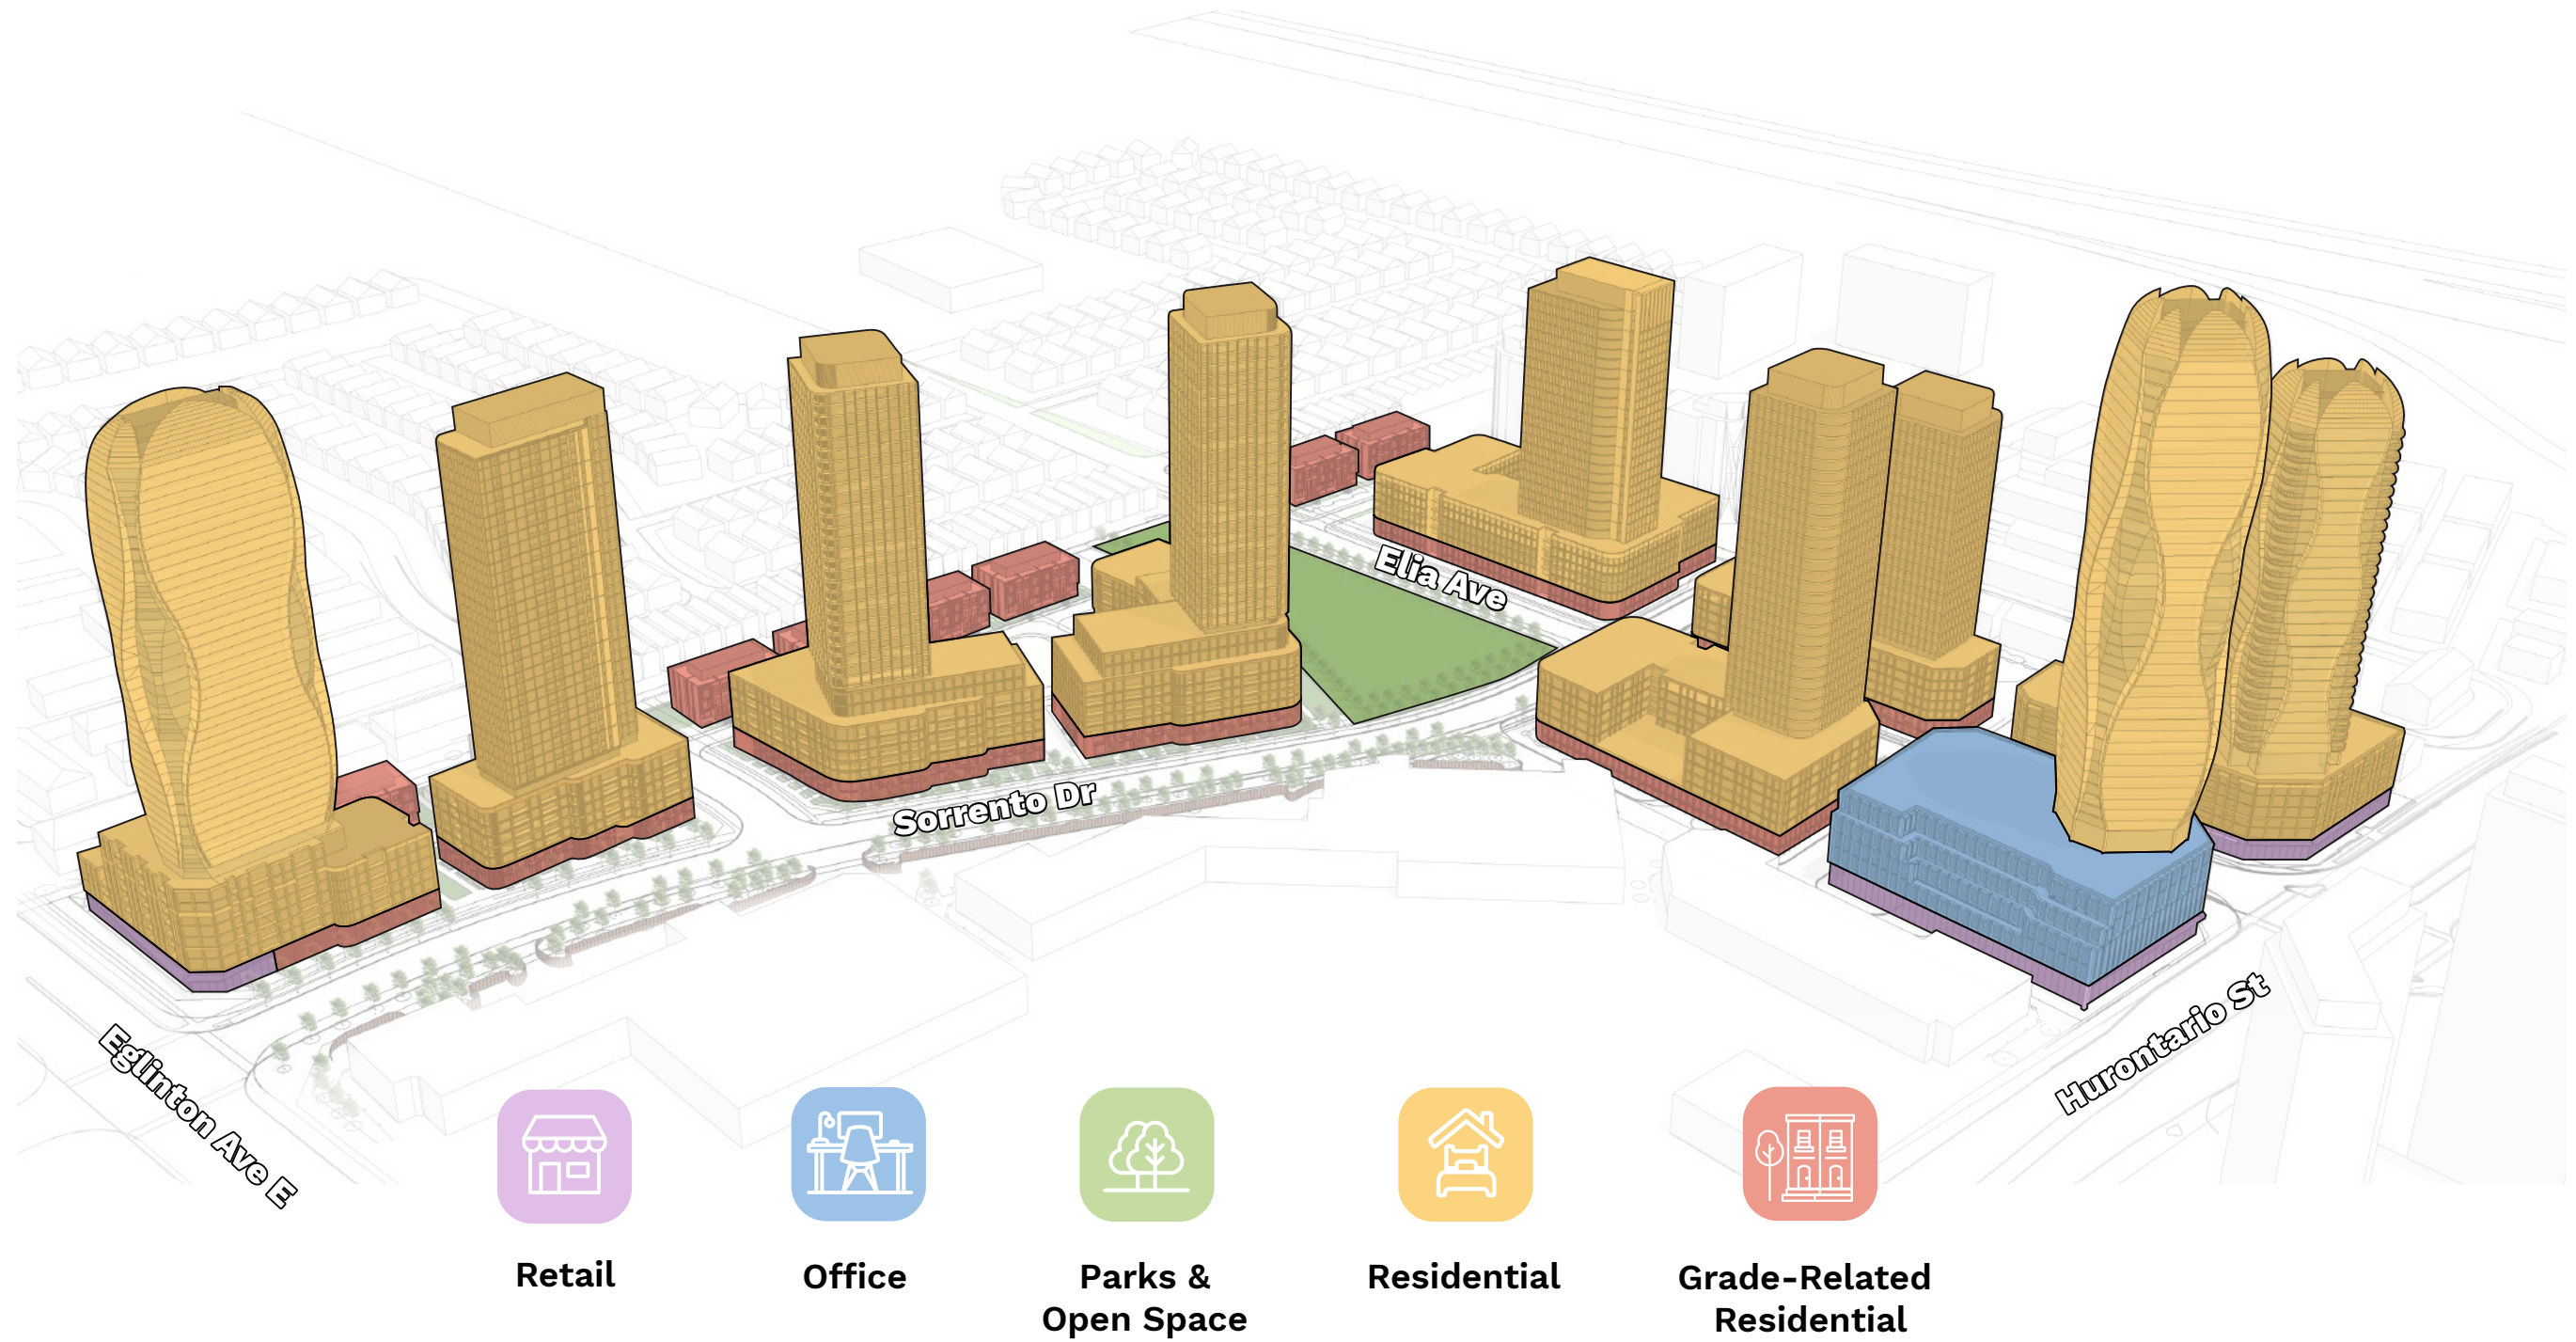 Elia Ave
Sorrento Dr
Eglinton Ave E
Hurontario St
Retail
Office
Parks &
Open Space
Residential
Grade-Related
Residential